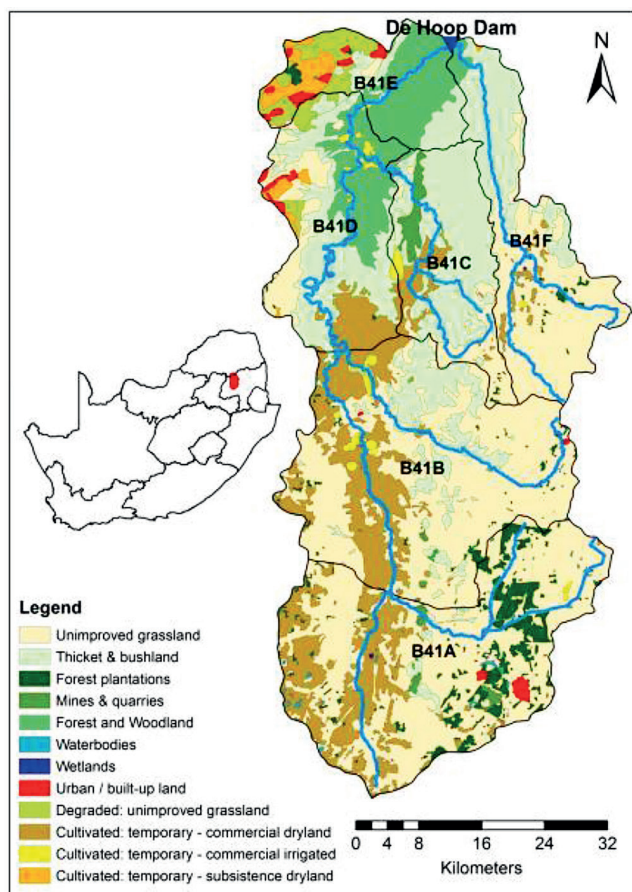 De Hoop Dam
N
B41E
B41D
B41F
B41C
B41B
B41A
Legend
Unimproved grassland
Thicket & bushland
Forest plantations
Mines & quarries
Forest and Woodland
Waterbodies
Wetlands
Urban / built-up land
Degraded: unimproved grassland
Cultivated: temporary - commercial dryland
Cultivated: temporary - commercial irrigated
Cultivated: temporary - subsistence dryland
0 4 8 16 24 32
Kilometers